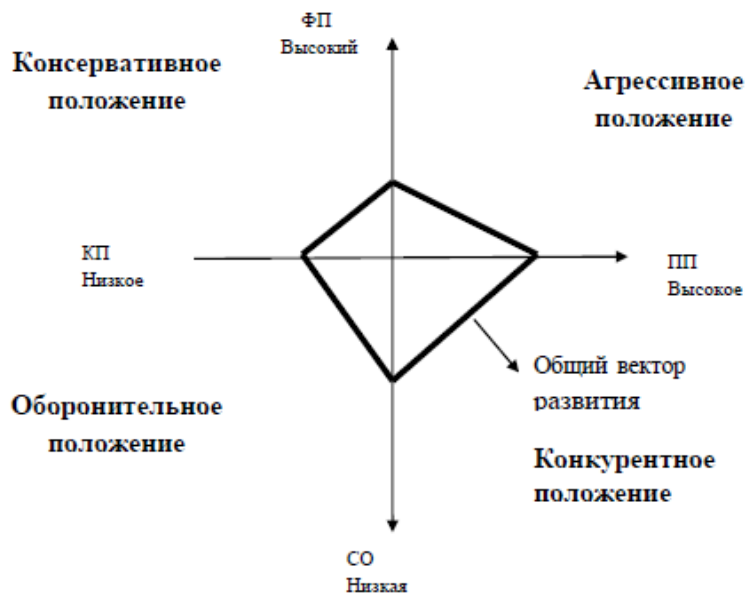 ФП
Высокий
Консервативное
положение
Агрессивное
положение
КП
Низкое
ПП
Высокое
Общий вектор
развития
Оборонительное
положение
Конкурентное
положение
СО
Низкая